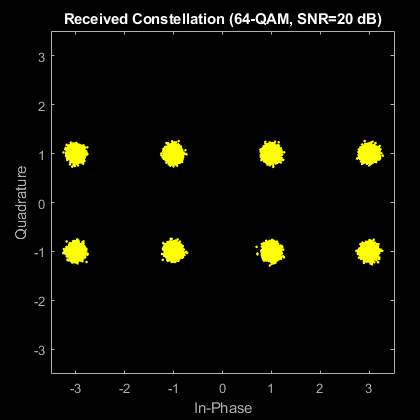 Received Constellation (64-QAM, SNR=20 dB)
3
2
1
0
-1
-2
-3
Quadrature
-3 -2 -1 0 1 2 3
In-Phase